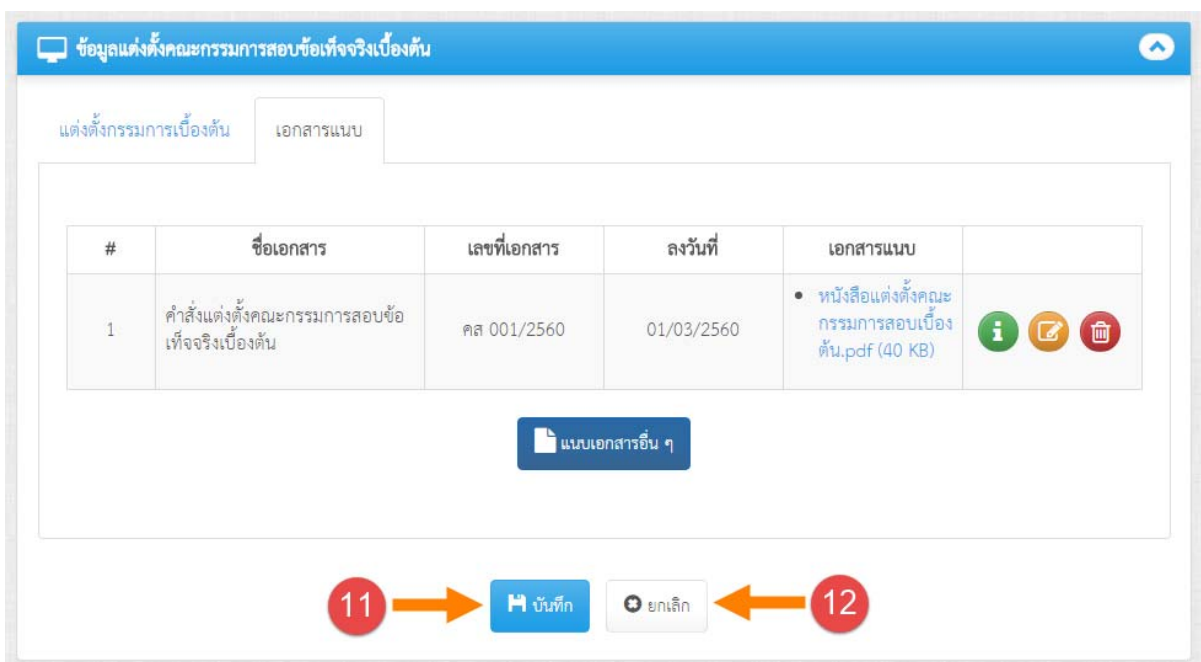 ข้อมูลแต่งตั้งคณะกรรมการสอบข้อเท็จจริงเบื้องต้น
แต่งตั้งกรรมการเบื้องต้น เอกสารแนบ
# ชื่อเอกสาร เลขที่เอกสาร ลงวันที่ เอกสารแนบ
1 คำสั่งแต่งตั้งคณะกรรมการสอบข้อ
เท็จจริงเบื้องต้น คส 001/2560 01/03/2560
หนังสือแต่งตั้งคณะ
กรรมการสอบเบื้อง
ต้น.pdf (40 KB)
แนบเอกสารอื่น ๆ
11 บันทึก ยกเลิก 12